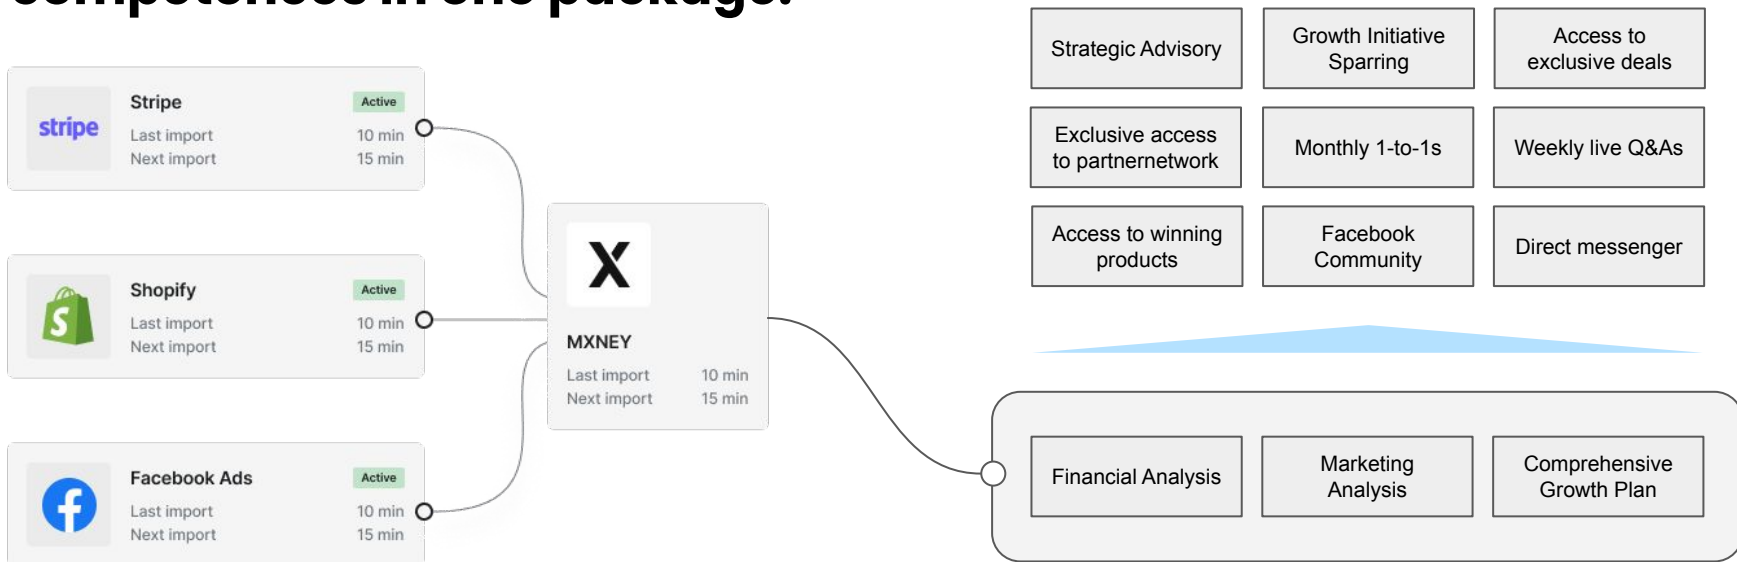 competences in one package.
stripe
Stripe
Active
Last import
10 min
Next import
15 min
Shopify
Active
Last import
10 min
Next import
15 min
Facebook Ads
Active
Last import
10 min
Next import
15 min
X
MXNEY
Last import
10 min
Next import
15 min
Strategic Advisory
Growth Initiative
Sparring
Access to
exclusive deals
Exclusive access
to partnernetwork
Monthly 1-to-1s
Weekly live Q&As
Access to winning
products
Facebook
Community
Direct messenger
Financial Analysis
Marketing
Analysis
Comprehensive
Growth Plan